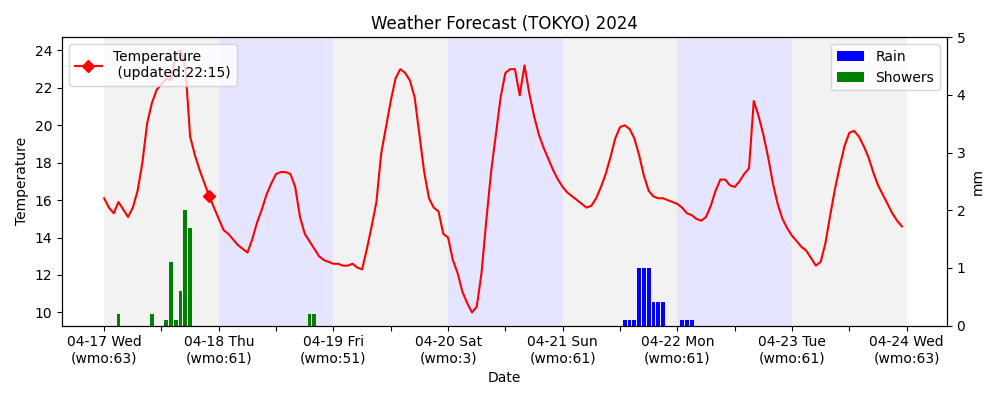 Weather Forecast (TOKYO) 2024
Temperature
(updated:22:15)
Rain
Showers
24
22
20
18
16
14
12
10
Temperature
5
4
3
2
1
0
mm
04-17 Wed
(wmo:63)
04-18 Thu
(wmo:61)
04-19 Fri
(wmo:51)
04-20 Sat
(wmo:3)
04-21 Sun
(wmo:61)
04-22 Mon
(wmo:61)
04-23 Tue
(wmo:61)
04-24 Wed
(wmo:63)
Date